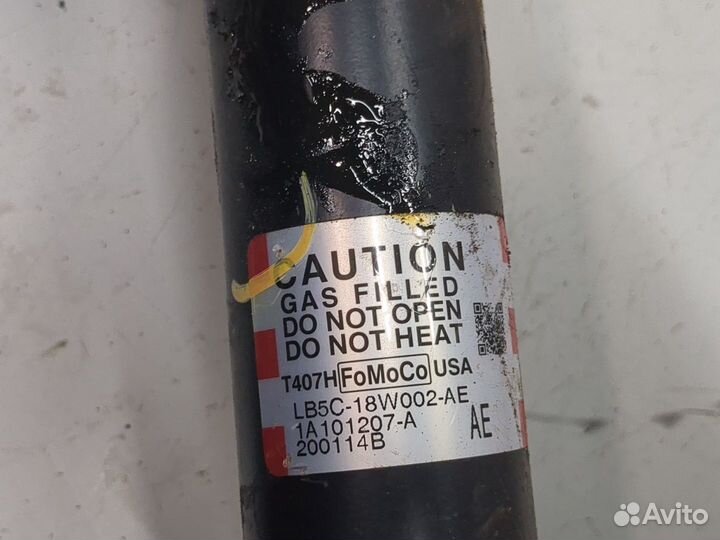 CAUTION
GAS FILLED
DO NOT OPEN
DO NOT HEAT
T407H FoMoCo USA
LB5C-18W002-AE
1A101207-A
200114B
AE
Avito